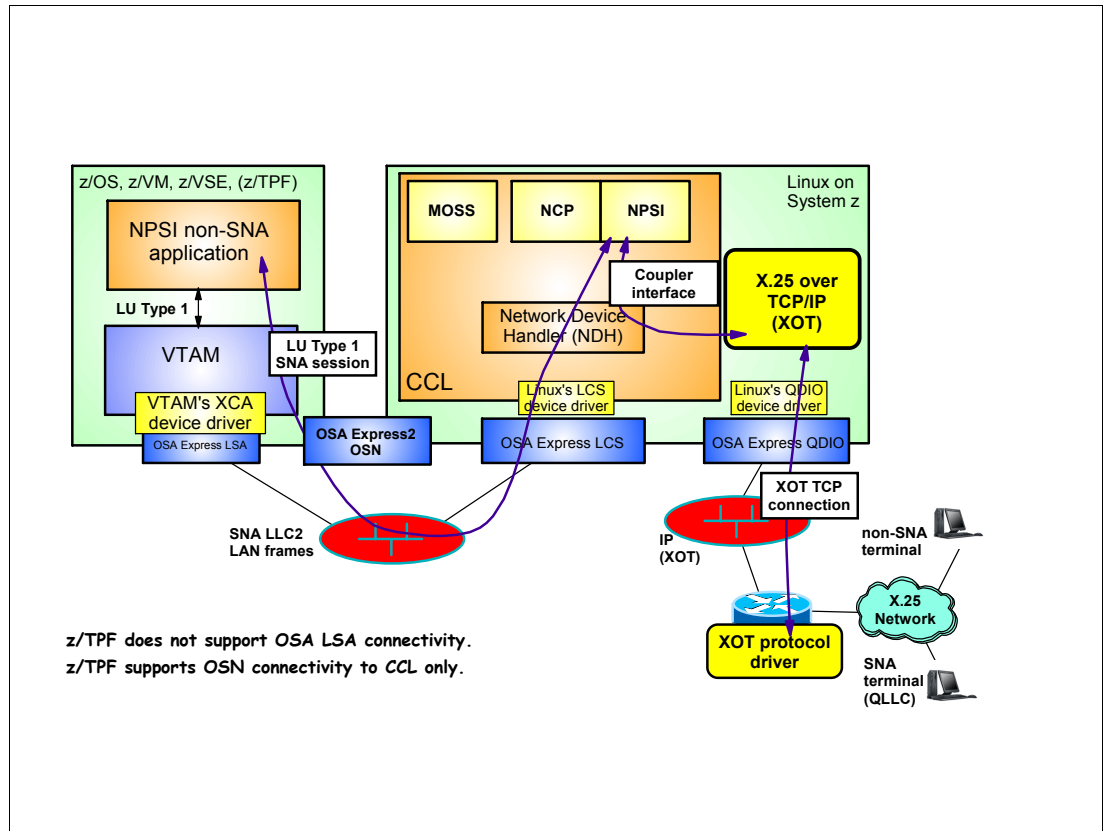 z/OS, z/VM, z/VSE, (z/TPF)
NPSI non-SNA
application
LU Type 1
VTAM
LU Type 1
SNA session
VTAM's XCA
device driver
OSA Express LSA
OSA Express2
OSN
Linux on
System z
MOSS
NCP
NPSI
Coupler
interface
X.25 over
TCP/IP
(XOT)
Network Device
Handler (NDH)
CCL
Linux's LCS
device driver
Linux's QDIO
device driver
OSA Express LCS
OSA Express QDIO
SNA LLC2
LAN frames
XOT TCP
connection
IP
(XOT)
non-SNA
terminal
X.25
Network
XOT protocol
driver
SNA
terminal
(QLLC)
z/TPF does not support OSA LSA connectivity.
z/TPF supports OSN connectivity to CCL only.